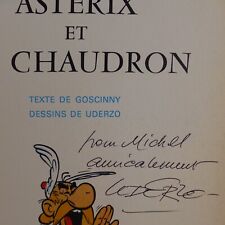 ASTERIX
ET
CHAUDRON
TEXTE DE GOSCINNY
DESSINS DE UDERZO
pour Michel
amicalement
UDERZO